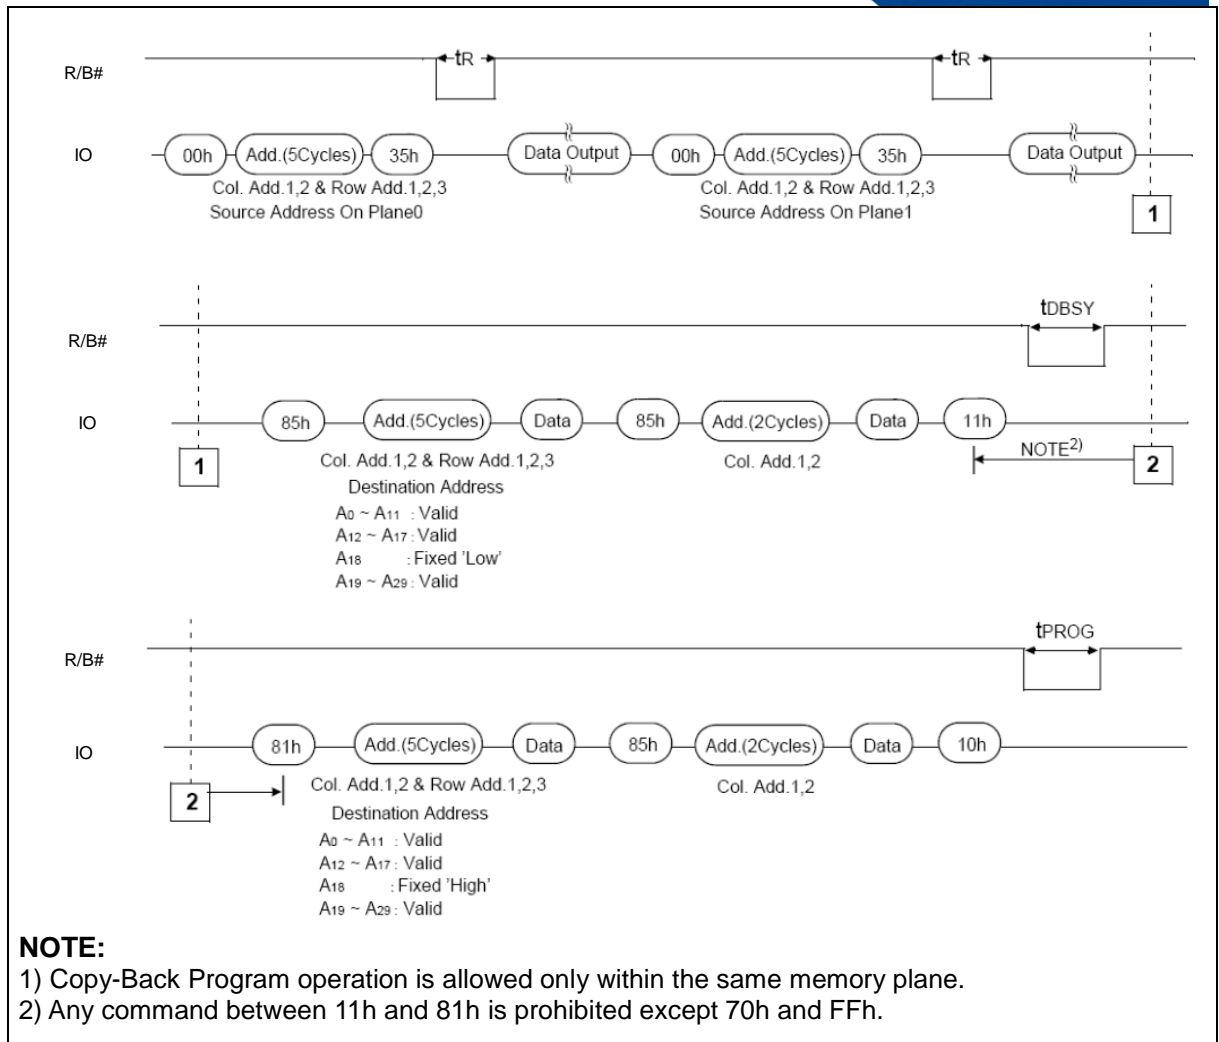 tR tR
R/B#
IO 00h Add.(5Cycles) 35h Data Output 00h Add.(5Cycles) 35h Data Output
Col. Add.1,2 & Row Add.1,2,3 Col. Add.1,2 & Row Add.1,2,3
Source Address On Plane0 Source Address On Plane1
1
tDBSY
R/B#
IO 85h Add.(5Cycles) Data 85h Add.(2Cycles) Data 11h
1 Col. Add.1,2 & Row Add.1,2,3 Col. Add.1,2 NOTE2) 2
Destination Address
A0 ~ A11 : Valid
A12 ~ A17 : Valid
A18 : Fixed 'Low'
A19 ~ A29 : Valid
tPROG
R/B#
IO 81h Add.(5Cycles) Data 85h Add.(2Cycles) Data 10h
2 Col. Add.1,2 & Row Add.1,2,3 Col. Add.1,2
Destination Address
A0 ~ A11 : Valid
A12 ~ A17 : Valid
A18 : Fixed 'High'
A19 ~ A29 : Valid
NOTE:
1) Copy-Back Program operation is allowed only within the same memory plane.
2) Any command between 11h and 81h is prohibited except 70h and FFh.